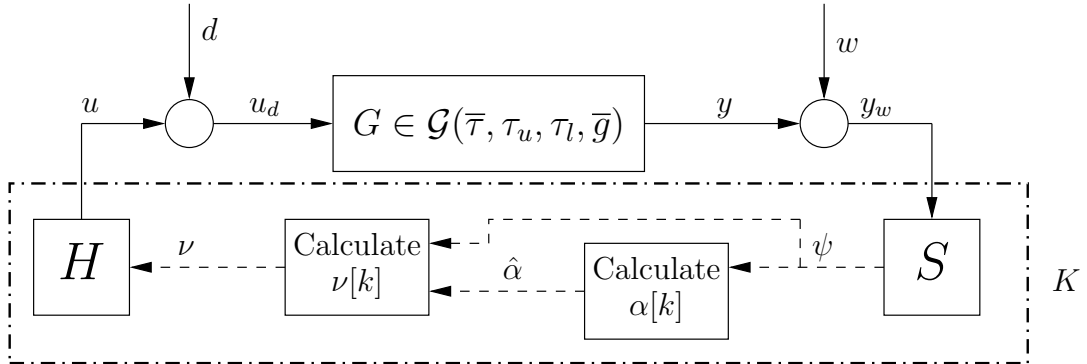 d
w
u
u_d
G ∈ 𝒢(τ̅, τ_u, τ_l, g̅)
y
y_w
H
ν
Calculate
ν[k]
α̂
Calculate
α[k]
ψ
S
K